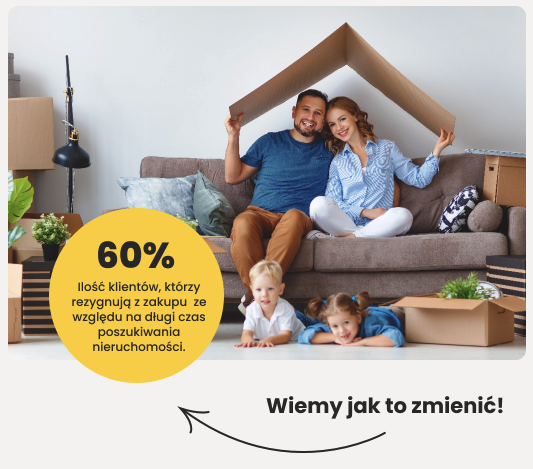 60%
Ilość klientów, którzy
rezygnują z zakupu ze
względu na długi czas
poszukiwania
nieruchomości.
Wiemy jak to zmienić!